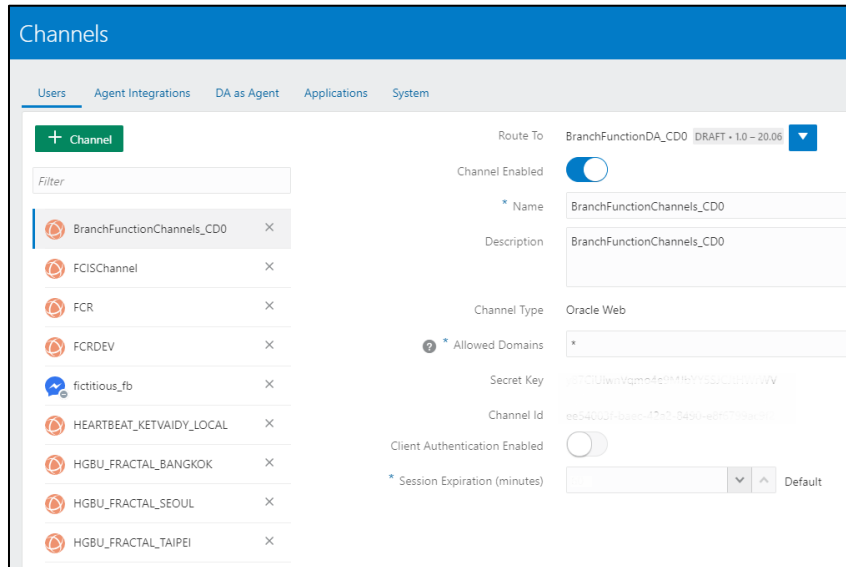 Channels
Users Agent Integrations DA as Agent Applications System
+ Channel
Filter
BranchFunctionChannels_CD0
FCISChannel
FCR
FCRDEV
fictitious_fb
HEARTBEAT_KETVAIDY_LOCAL
HGBU_FRACTAL_BANGKOK
HGBU_FRACTAL_SEOUL
HGBU_FRACTAL_TAIPEI
Route To BranchFunctionDA_CD0 DRAFT • 1.0 – 20.06
Channel Enabled
* Name BranchFunctionChannels_CD0
Description BranchFunctionChannels_CD0
Channel Type Oracle Web
? * Allowed Domains *
Secret Key
Channel Id
Client Authentication Enabled
* Session Expiration (minutes) Default